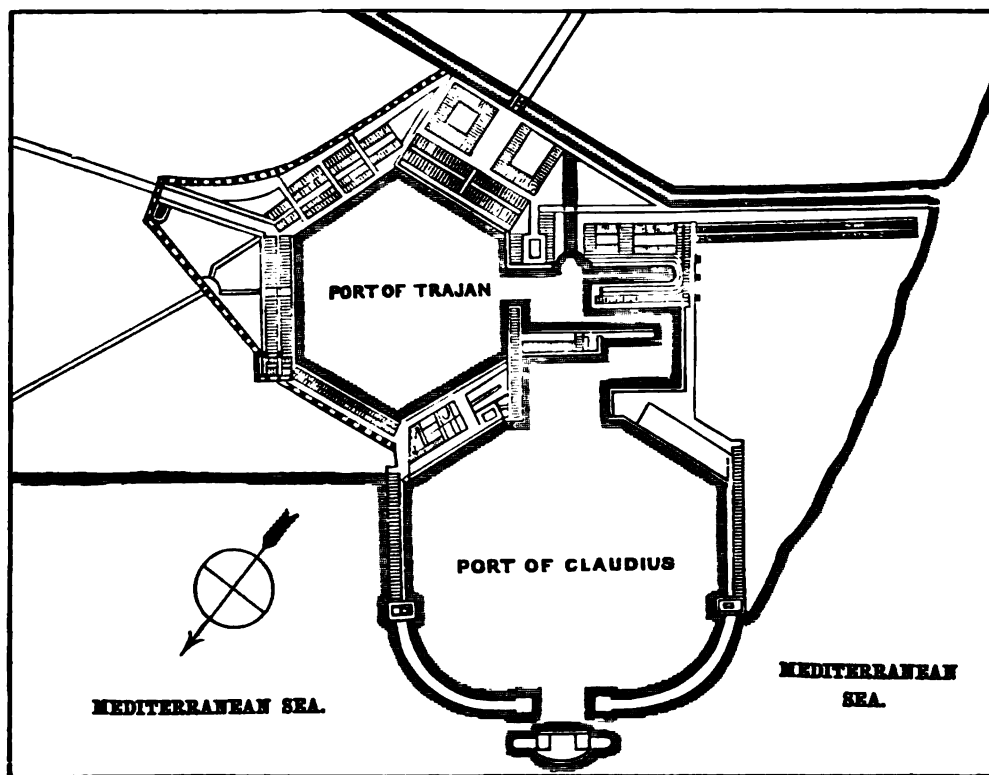 PORT OF TRAJAN
PORT OF CLAUDIUS
MEDITERRANEAN SEA.
MEDITERRANEAN
SEA.